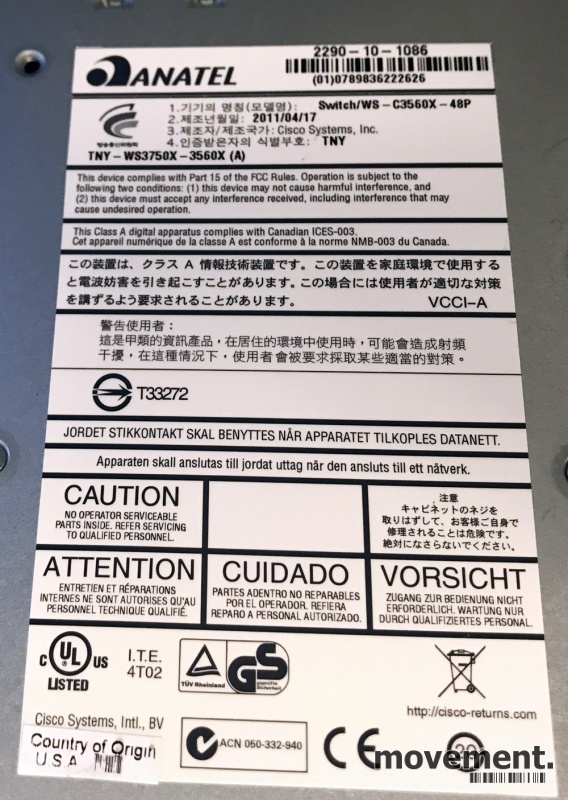 ANATEL
2290-10-1086
(01)0789836222626
방송통신위원회
1.기기의 명칭(모델명): Switch/WS-C3560X-48P
2.제조년월일: 2011/04/17
3.제조자/제조국가: Cisco Systems, Inc.
4.인증받은자의 식별부호: TNY
TNY-WS3750X-3560X (A)
This device complies with Part 15 of the FCC Rules. Operation is subject to the
following two conditions: (1) this device may not cause harmful interference, and
(2) this device must accept any interference received, including interference that may
cause undesired operation.
This Class A digital apparatus complies with Canadian ICES-003.
Cet appareil numérique de la classe A est conforme à la norme NMB-003 du Canada.
この装置は、クラス A 情報技術装置です。この装置を家庭環境で使用する
と電波妨害を引き起こすことがあります。この場合には使用者が適切な対策
を講ずるよう要求されることがあります。 VCCI-A
警告使用者:
這是甲類的資訊產品，在居住的環境中使用時，可能會造成射頻
干擾，在這種情況下，使用者會被要求採取某些適當的對策。
T33272
JORDET STIKKONTAKT SKAL BENYTTES NÅR APPARATET TILKOPLES DATANETT.
Apparaten skall anslutas till jordat uttag när den ansluts till ett nätverk.
CAUTION
NO OPERATOR SERVICEABLE
PARTS INSIDE. REFER SERVICING
TO QUALIFIED PERSONNEL.
注意
キャビネットのネジを
取りはずして、お客様ご自身で
修理されることは危険です。
絶対にならさないでください。
ATTENTION
ENTRETIEN ET RÉPARATIONS
INTERNES NE SONT AUTORISÉS QU'AU
PERSONNEL TECHNIQUE QUALIFIÉ.
CUIDADO
PARTES ADENTRO NO REPARABLES
POR EL OPERADOR. REFIERA
REPARO A PERSONAL AUTORIZADO.
VORSICHT
ZUGANG ZUR BEDIENUNG NICHT
ERFORDERLICH. WARTUNG NUR
DURCH QUALIFIZIERTES PERSONAL.
C UL US
LISTED
I.T.E.
4T02
TÜV Rheinland
GS
geprüfte
Sicherheit
http://cisco-returns.com
Cisco Systems, Intl., BV
Country of Origin
USA
ACN 050-332-940
CE
20
movement.